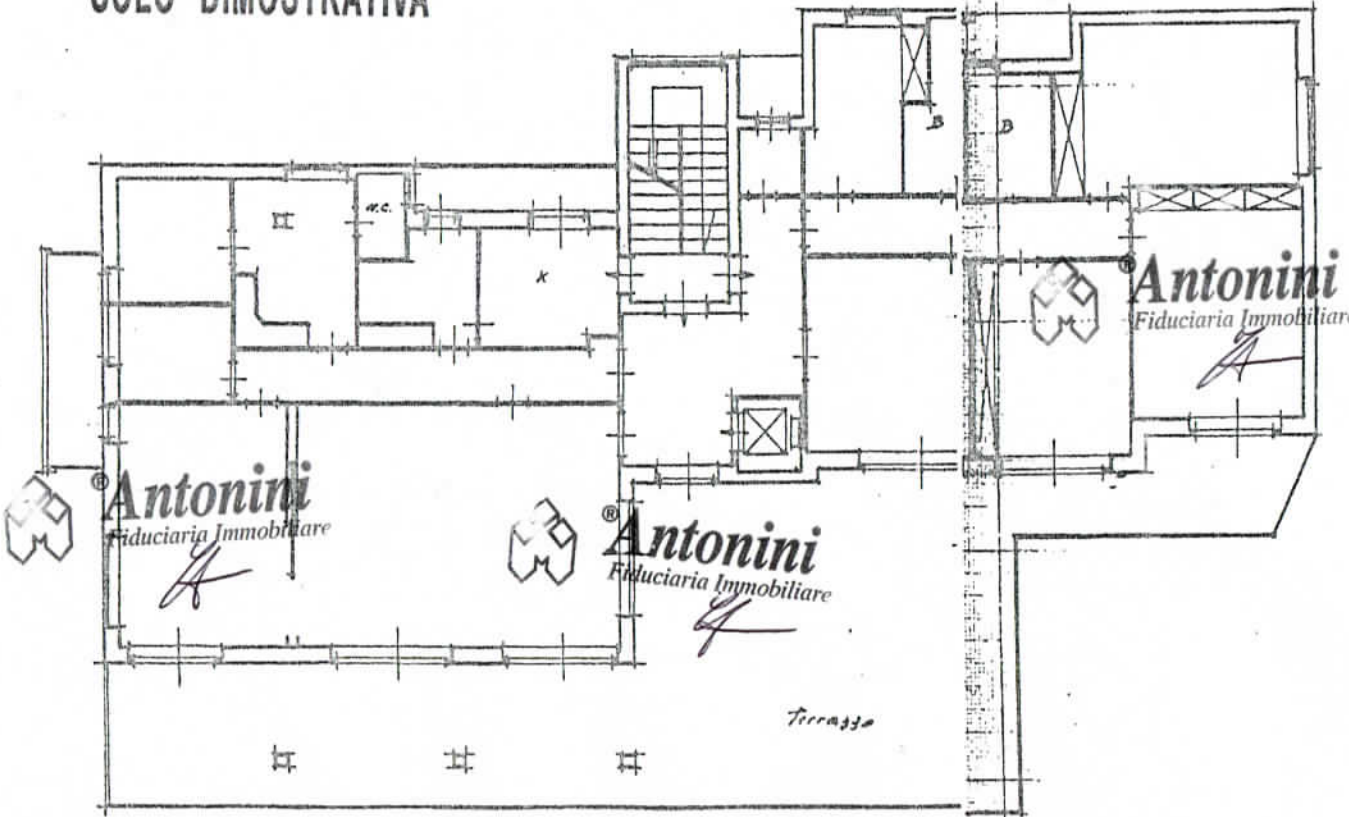 SOLO DIMOSTRATIVA
B
B
W.C.
K
® Antonini
Fiduciaria Immobiliare
® Antonini
Fiduciaria Immobiliare
® Antonini
Fiduciaria Immobiliare
Terrazzo